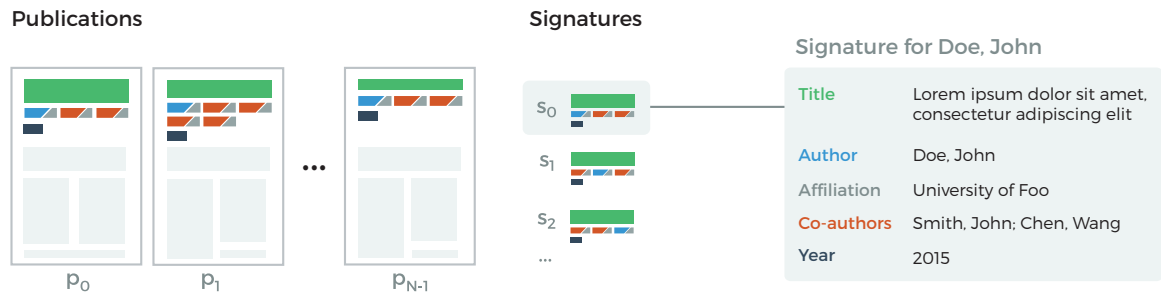 Publications
p0
p1
...
pN-1
Signatures
s0
s1
s2
...
Signature for Doe, John
Title Lorem ipsum dolor sit amet,
consectetur adipiscing elit
Author Doe, John
Affiliation University of Foo
Co-authors Smith, John; Chen, Wang
Year 2015